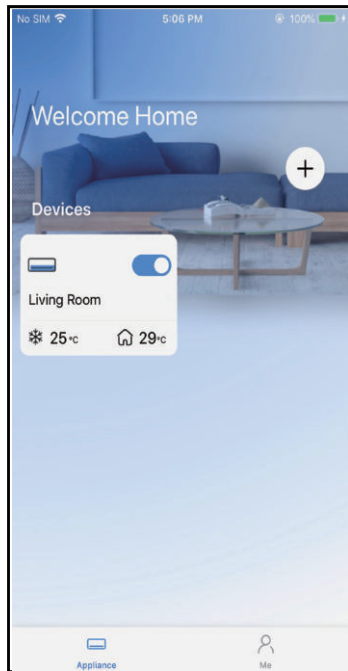 No SIM 5:06 PM 100%
Welcome Home
+
Devices
Living Room
25°C 29°C
Appliance Me